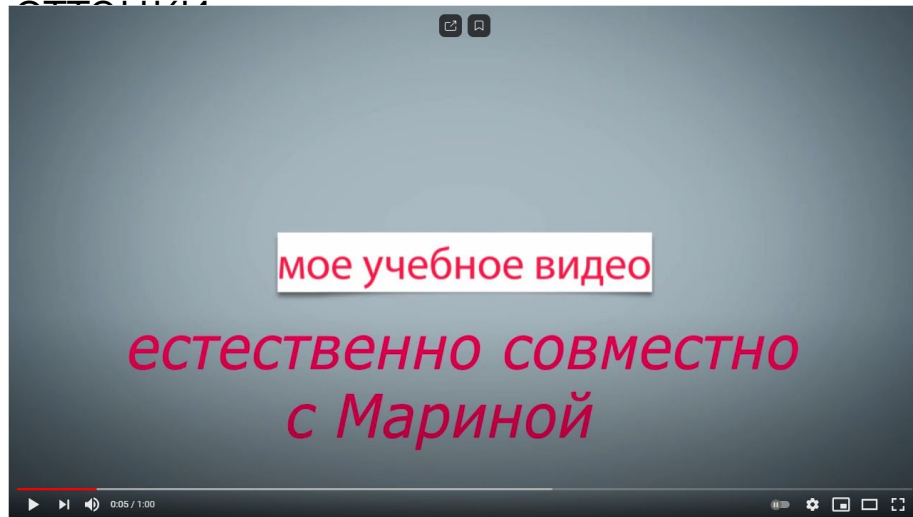 мое учебное видео
естественно совместно
с Мариной
0:05 / 1:00